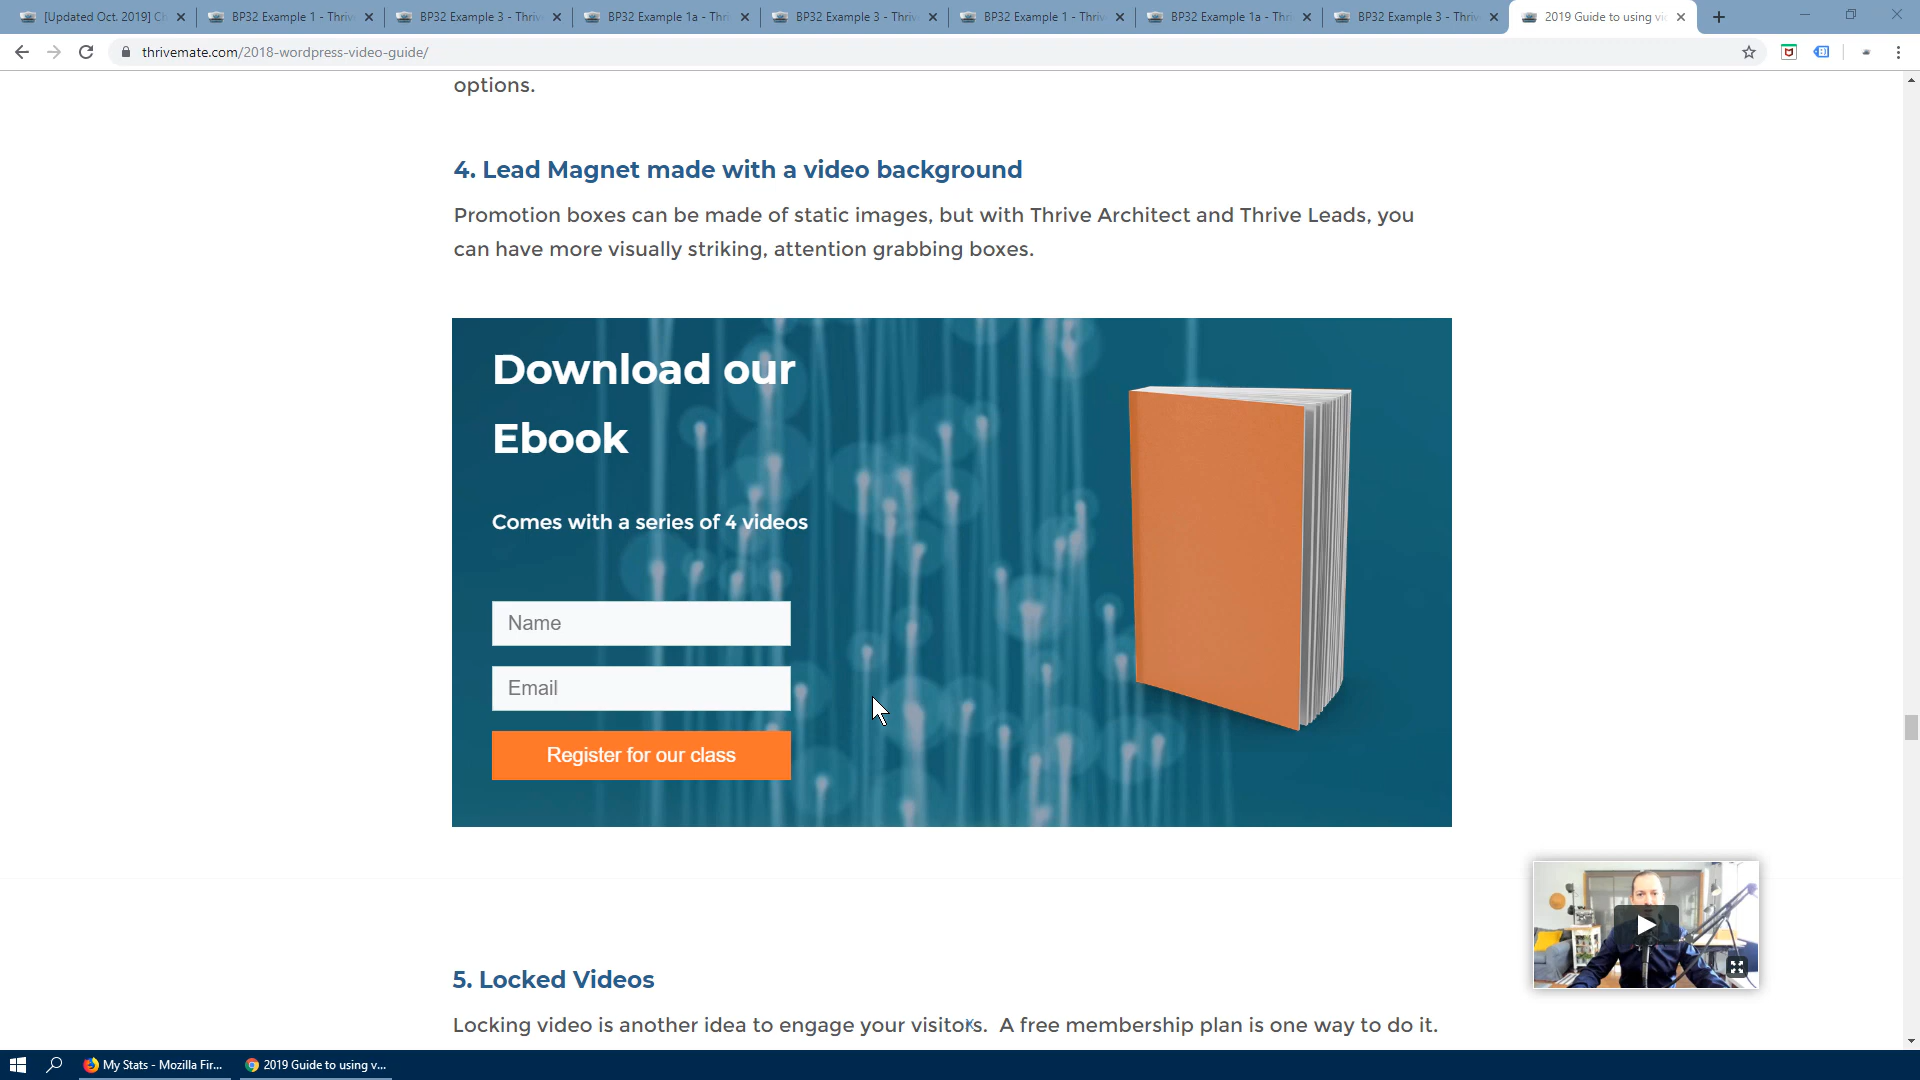 [Updated Oct. 2019] C
BP32 Example 1 - Thriv
BP32 Example 3 - Thriv
BP32 Example 1a - Thr
BP32 Example 3 - Thriv
BP32 Example 1 - Thriv
BP32 Example 1a - Thr
BP32 Example 3 - Thriv
2019 Guide to using vi
thrivemate.com/2018-wordpress-video-guide/
options.
4. Lead Magnet made with a video background
Promotion boxes can be made of static images, but with Thrive Architect and Thrive Leads, you
can have more visually striking, attention grabbing boxes.
Download our
Ebook
Comes with a series of 4 videos
Name
Email
Register for our class
5. Locked Videos
Locking video is another idea to engage your visitors. A free membership plan is one way to do it.
My Stats - Mozilla Fir...
2019 Guide to using v...